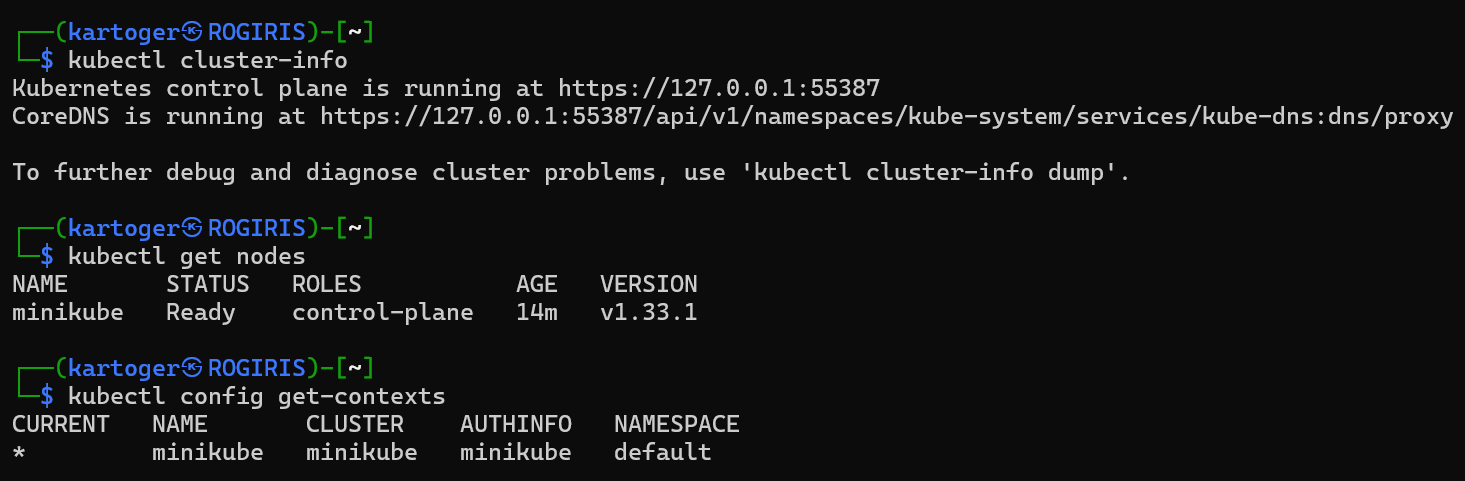 ┌──(kartoger㉿ROGIRIS)-[~]
└─$ kubectl cluster-info
Kubernetes control plane is running at https://127.0.0.1:55387
CoreDNS is running at https://127.0.0.1:55387/api/v1/namespaces/kube-system/services/kube-dns:dns/proxy

To further debug and diagnose cluster problems, use 'kubectl cluster-info dump'.

┌──(kartoger㉿ROGIRIS)-[~]
└─$ kubectl get nodes
NAME       STATUS   ROLES           AGE   VERSION
minikube   Ready    control-plane   14m   v1.33.1

┌──(kartoger㉿ROGIRIS)-[~]
└─$ kubectl config get-contexts
CURRENT   NAME       CLUSTER    AUTHINFO   NAMESPACE
*         minikube   minikube   minikube   default